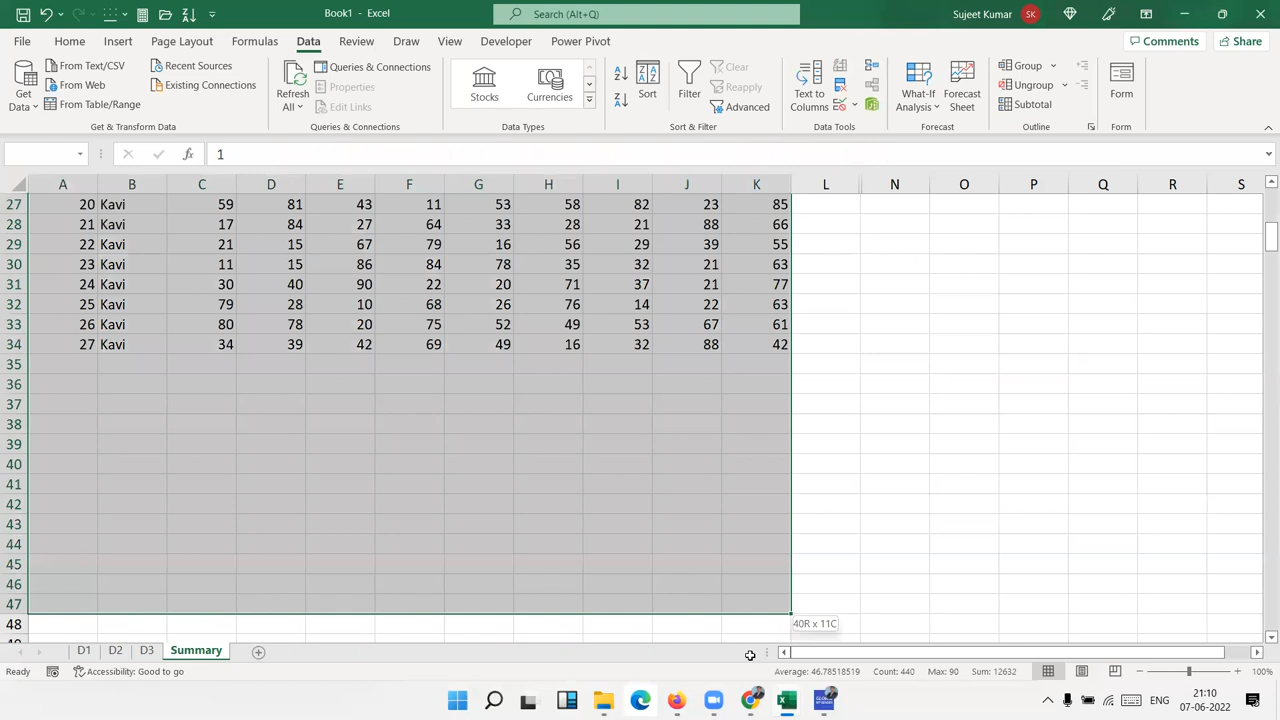 Book1 - Excel
Search (Alt+Q)
Sujeet Kumar SK
File Home Insert Page Layout Formulas Data Review Draw View Developer Power Pivot Comments Share
Get Data From Text/CSV From Web From Table/Range Recent Sources Existing Connections
Get & Transform Data
Refresh All Queries & Connections Properties Edit Links
Queries & Connections
Stocks Currencies
Data Types
Sort Filter Clear Reapply Advanced
Sort & Filter
Text to Columns
Data Tools
What-If Analysis Forecast Sheet
Forecast
Group Ungroup Subtotal
Outline
Form
Form
fx 1
A B C D E F G H I J K L N O P Q R S
27 20 Kavi 59 81 43 11 53 58 82 23 85
28 21 Kavi 17 84 27 64 33 28 21 88 66
29 22 Kavi 21 15 67 79 16 56 29 39 55
30 23 Kavi 11 15 86 84 78 35 32 21 63
31 24 Kavi 30 40 90 22 20 71 37 21 77
32 25 Kavi 79 28 10 68 26 76 14 22 63
33 26 Kavi 80 78 20 75 52 49 53 67 61
34 27 Kavi 34 39 42 69 49 16 32 88 42
35
36
37
38
39
40
41
42
43
44
45
46
47
48 40R x 11C
D1 D2 D3 Summary
Ready Accessibility: Good to go Average: 46.78518519 Count: 440 Max: 90 Sum: 12632 100%
ENG 21:10
07-06-2022